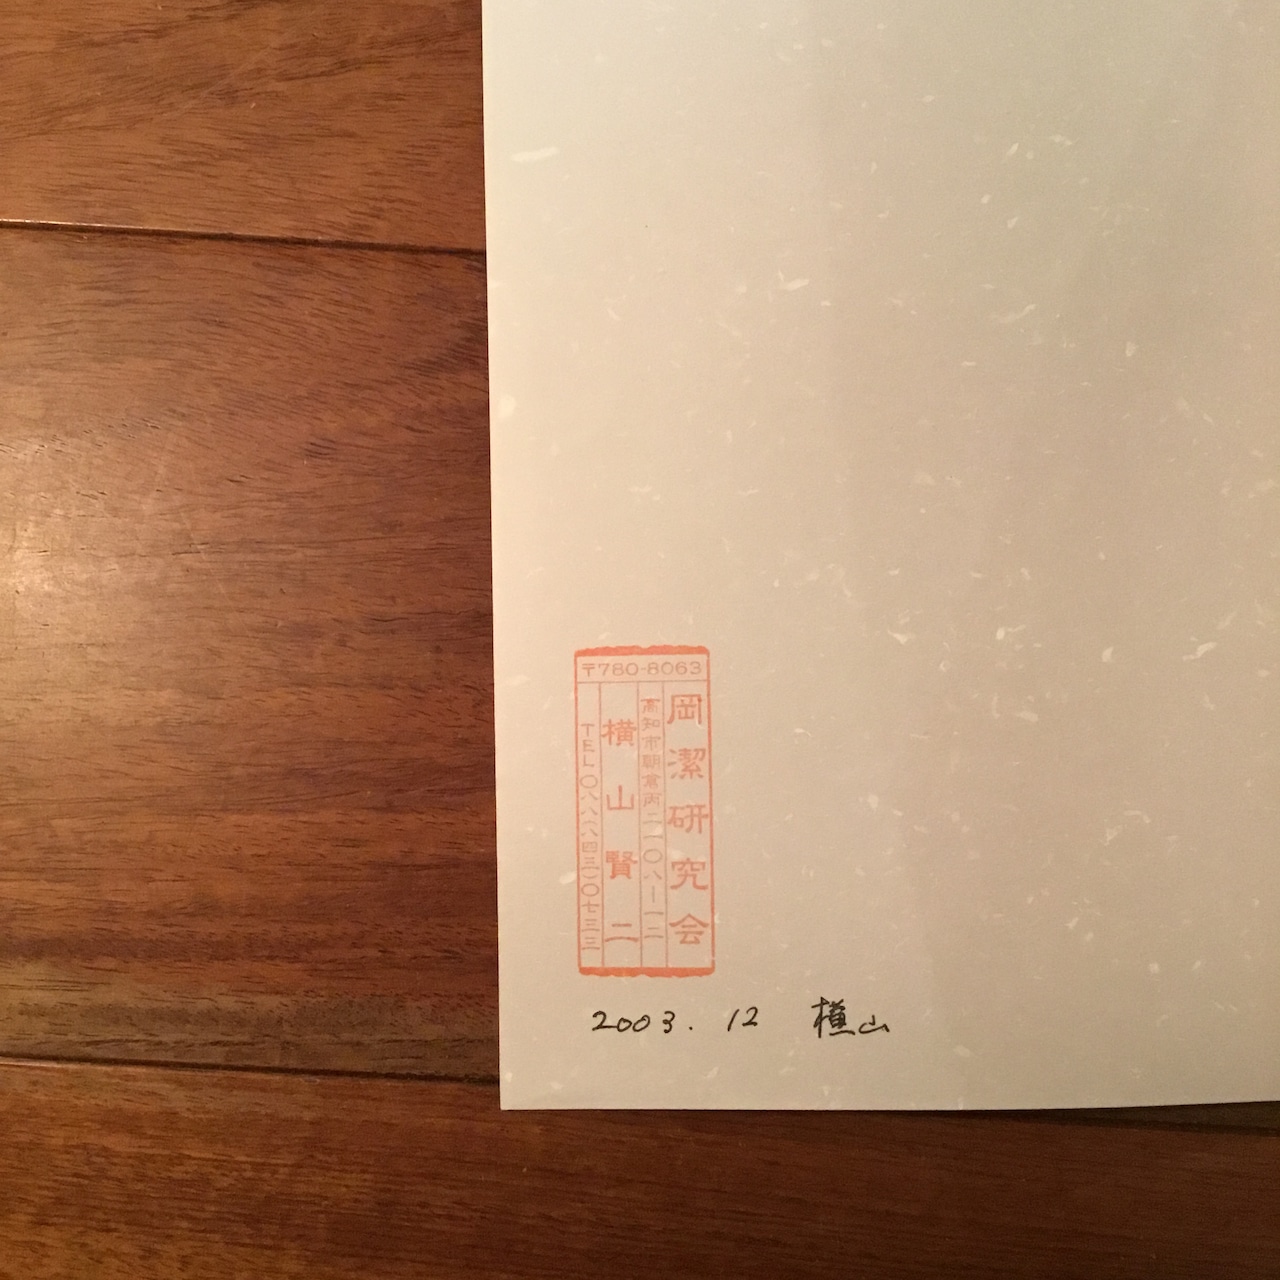 〒780-8063
岡潔研究会
高知市朝倉丙二一〇八—一二
横山賢二
TEL〇八八(八四三)〇七三三
2003. 12 横山